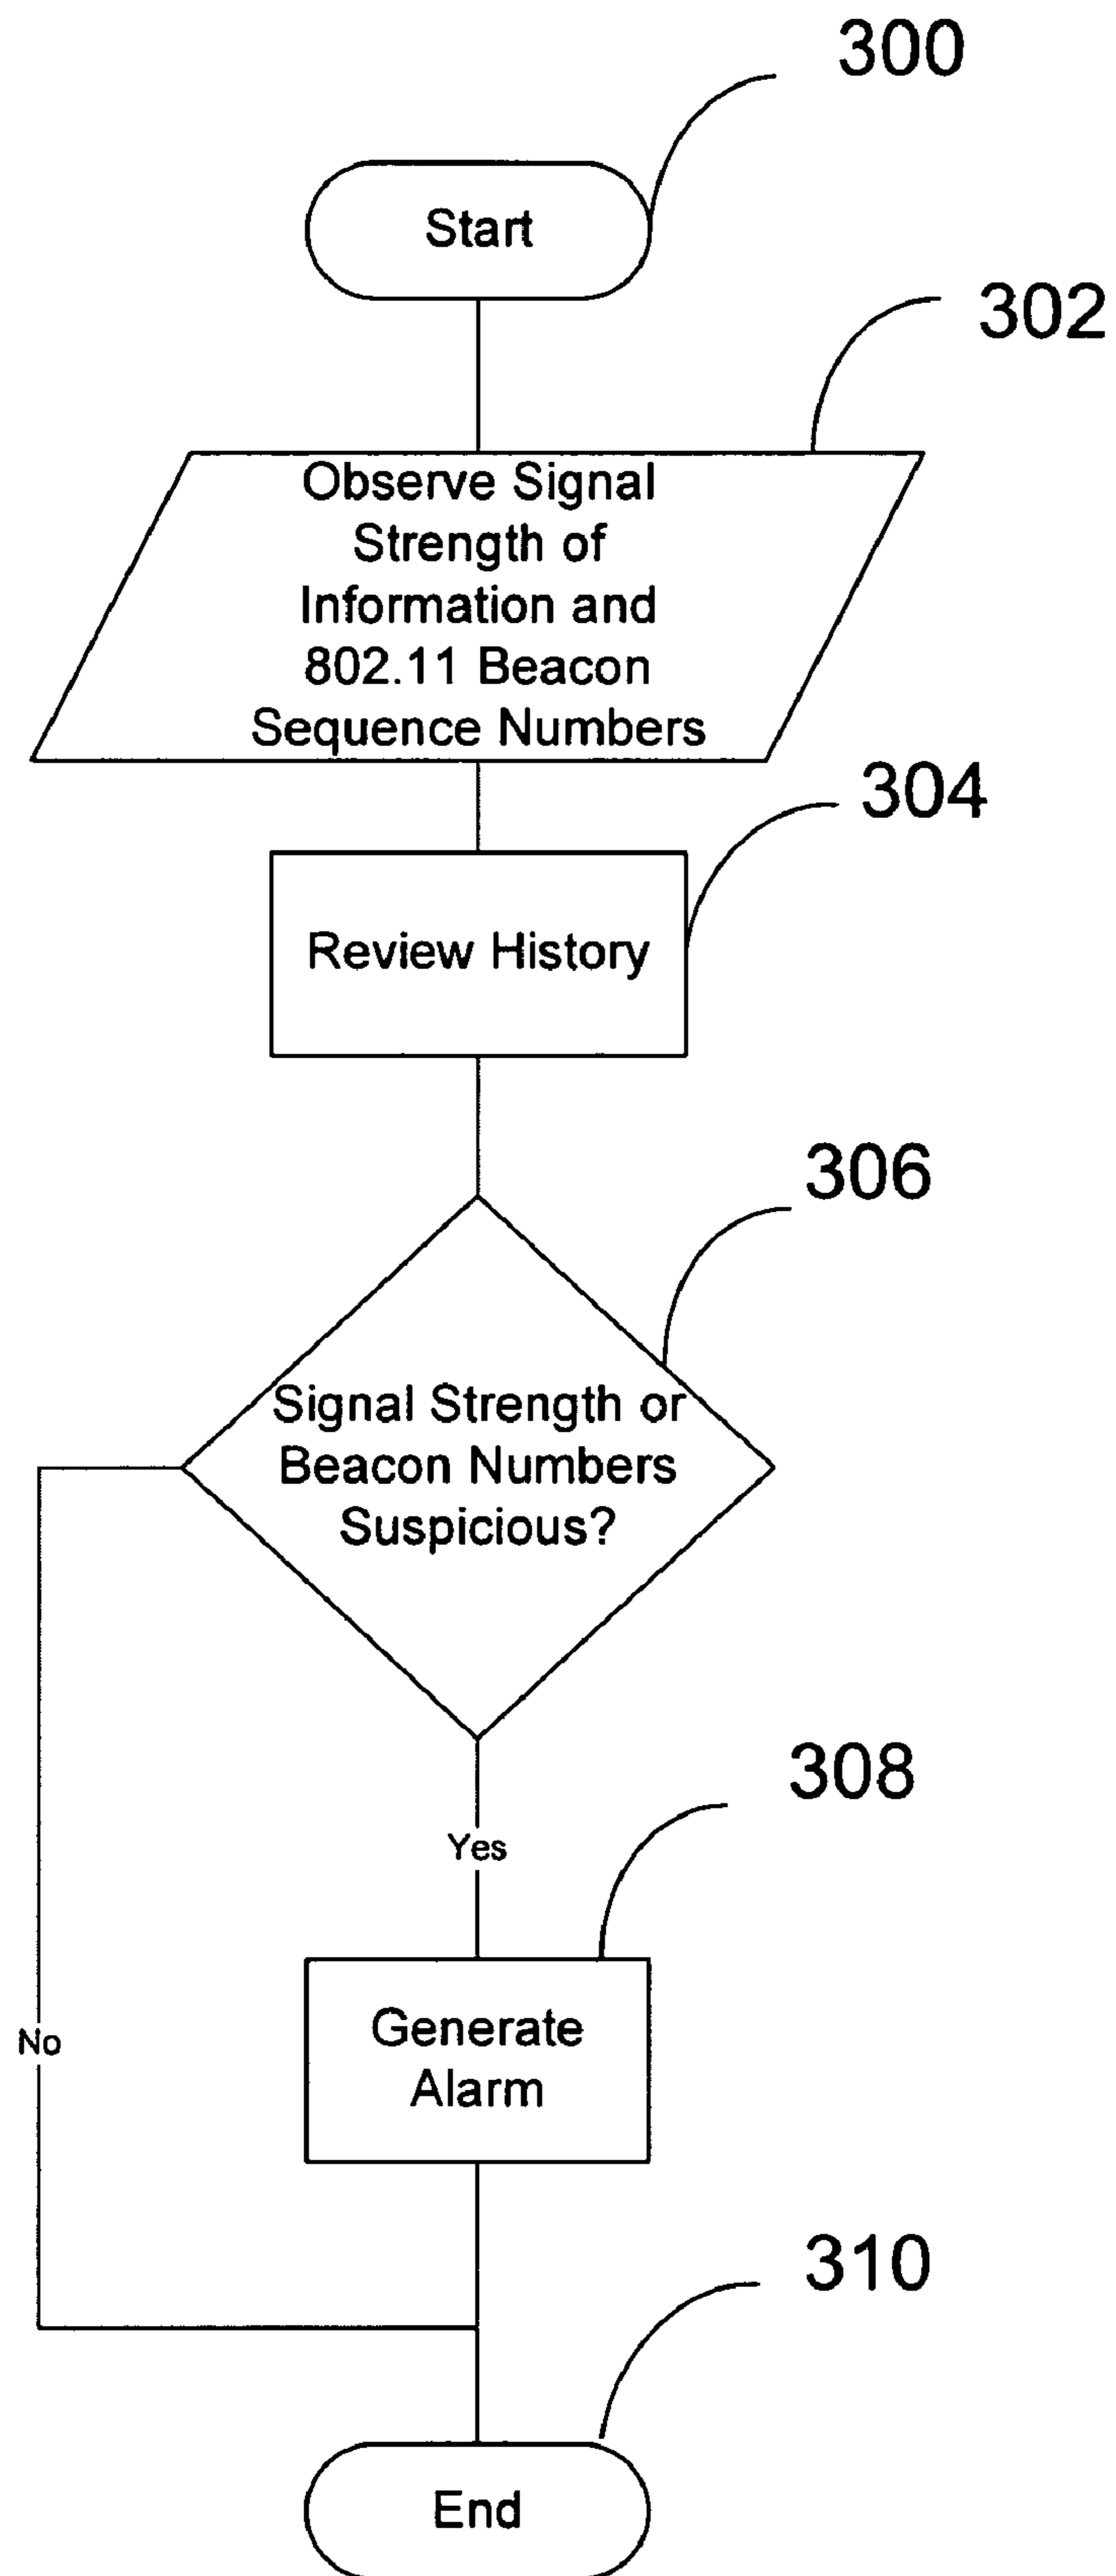 300
Start
302
Observe Signal
Strength of
Information and
802.11 Beacon
Sequence Numbers
304
Review History
306
Signal Strength or
Beacon Numbers
Suspicious?
308
Yes
Generate
Alarm
No
310
End